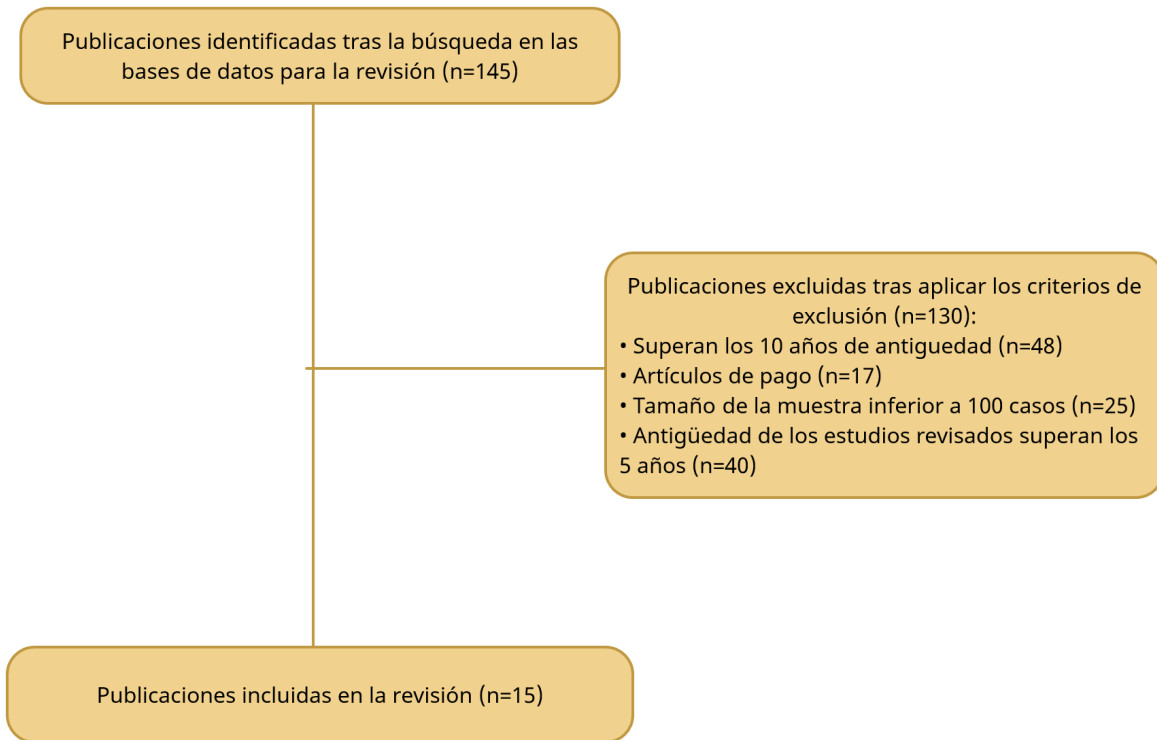 Publicaciones identificadas tras la búsqueda en las
bases de datos para la revisión (n=145)
Publicaciones excluidas tras aplicar los criterios de
exclusión (n=130):
• Superan los 10 años de antiguedad (n=48)
• Artículos de pago (n=17)
• Tamaño de la muestra inferior a 100 casos (n=25)
• Antigüedad de los estudios revisados superan los
5 años (n=40)
Publicaciones incluidas en la revisión (n=15)